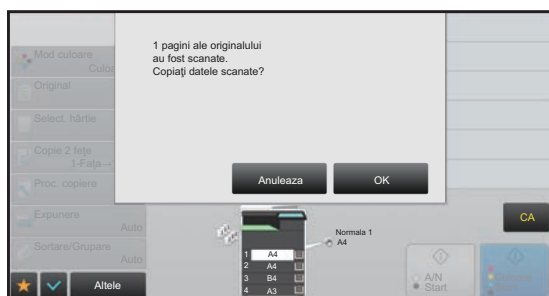 1 pagini ale originalului
au fost scanate.
Copiaţi datele scanate?
Anuleaza
OK
Mod culoare
Original
Select. hârtie
Copie 2 feţe
1-Faţa→
Proc. copiere
Expunere
Auto
Sortare/Grupare
Auto
Altele
Normala 1
A4
1 A4
2 A4
3 B4
4 A3
CA
A/N
Start